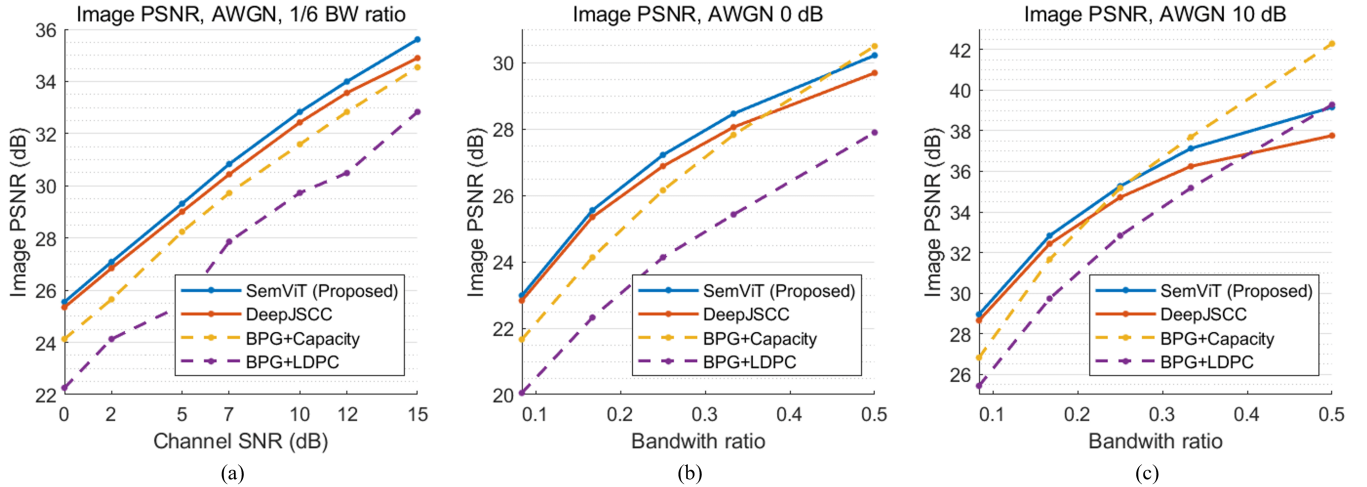 Image PSNR, AWGN, 1/6 BW ratio
36
34
32
30
28
26
24
22
Image PSNR (dB)
SemViT (Proposed)
DeepJSCC
BPG+Capacity
BPG+LDPC
0 2 5 7 10 12 15
Channel SNR (dB)
(a)
Image PSNR, AWGN 0 dB
30
28
26
24
22
20
Image PSNR (dB)
SemViT (Proposed)
DeepJSCC
BPG+Capacity
BPG+LDPC
0.1 0.2 0.3 0.4 0.5
Bandwith ratio
(b)
Image PSNR, AWGN 10 dB
42
40
38
36
34
32
30
28
26
Image PSNR (dB)
SemViT (Proposed)
DeepJSCC
BPG+Capacity
BPG+LDPC
0.1 0.2 0.3 0.4 0.5
Bandwith ratio
(c)